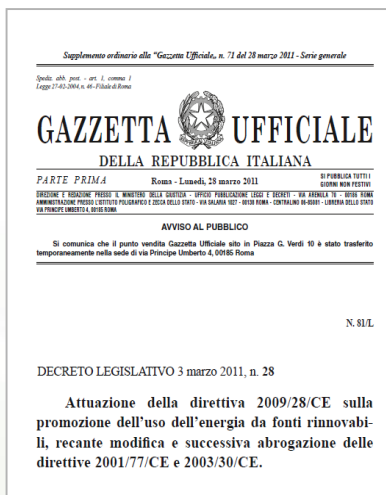 Supplemento ordinario alla “Gazzetta Ufficiale„ n. 71 del 28 marzo 2011 - Serie generale
Spediz. abb. post. - art. 1, comma 1
Legge 27-02-2004, n. 46 - Filiale di Roma
GAZZETTA UFFICIALE
DELLA REPUBBLICA ITALIANA
PARTE PRIMA
Roma - Lunedì, 28 marzo 2011
SI PUBBLICA TUTTI I
GIORNI NON FESTIVI
DIREZIONE E REDAZIONE PRESSO IL MINISTERO DELLA GIUSTIZIA - UFFICIO PUBBLICAZIONE LEGGI E DECRETI - VIA ARENULA 70 - 00186 ROMA
AMMINISTRAZIONE PRESSO L'ISTITUTO POLIGRAFICO E ZECCA DELLO STATO - VIA SALARIA 1027 - 00138 ROMA - CENTRALINO 06-85081 - LIBRERIA DELLO STATO
VIA PRINCIPE UMBERTO 4, 00185 ROMA
AVVISO AL PUBBLICO
Si comunica che il punto vendita Gazzetta Ufficiale sito in Piazza G. Verdi 10 è stato trasferito
temporaneamente nella sede di via Principe Umberto 4, 00185 Roma
N. 81/L
DECRETO LEGISLATIVO 3 marzo 2011, n. 28
Attuazione della direttiva 2009/28/CE sulla
promozione dell’uso dell’energia da fonti rinnovabi-
li, recante modifica e successiva abrogazione delle
direttive 2001/77/CE e 2003/30/CE.